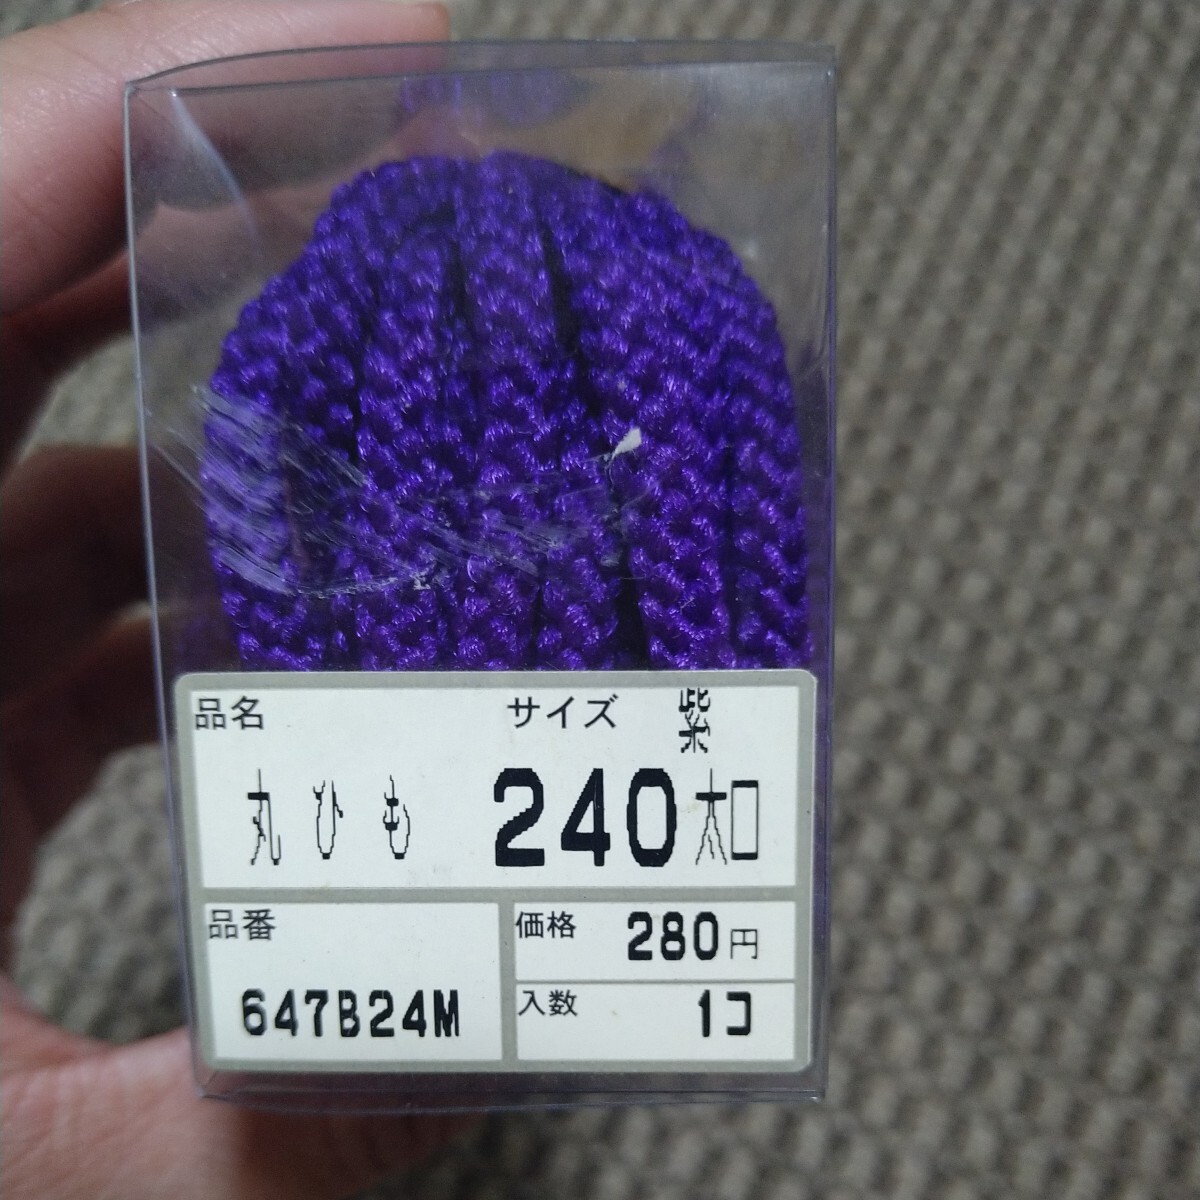 品名
サイズ 紫
丸ひも 240太口
品番
647B24M
価格 280円
入数 1コ